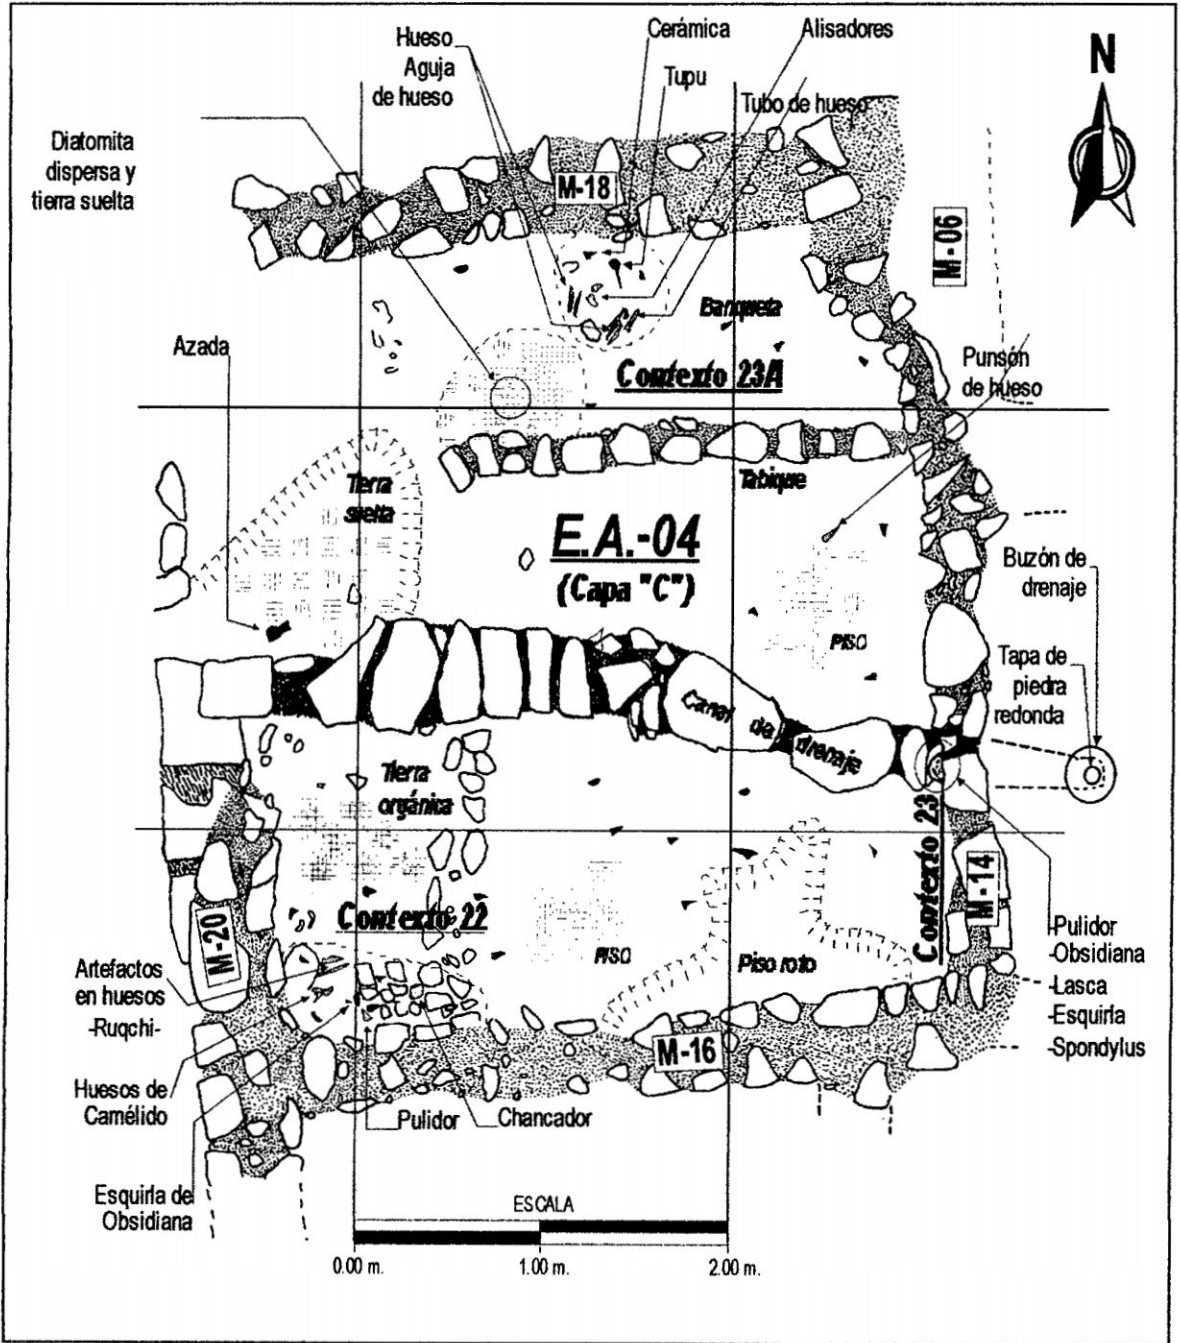 Hueso
Aguja
de hueso
Cerámica
Alisadores
Tupu
Tubo de hueso
N
Diatomita
dispersa y
tierra suelta
M-18
M-06
Banqueta
Azada
Contexto 23A
Punsón
de hueso
Tierra
suelta
Tabique
E.A.-04
(Capa "C")
Buzón de
drenaje
PISO
Tapa de
piedra
redonda
Canal de drenaje
Tierra
orgánica
Contexto 23
M-14
Contexto 22
M-20
PISO
Piso roto
-Pulidor
-Obsidiana
-Lasca
-Esquirla
-Spondylus
Artefactos
en huesos
-Ruqchi-
M-16
Huesos de
Camélido
Pulidor
Chancador
Esquirla de
Obsidiana
ESCALA
0.00 m.
1.00 m.
2.00 m.